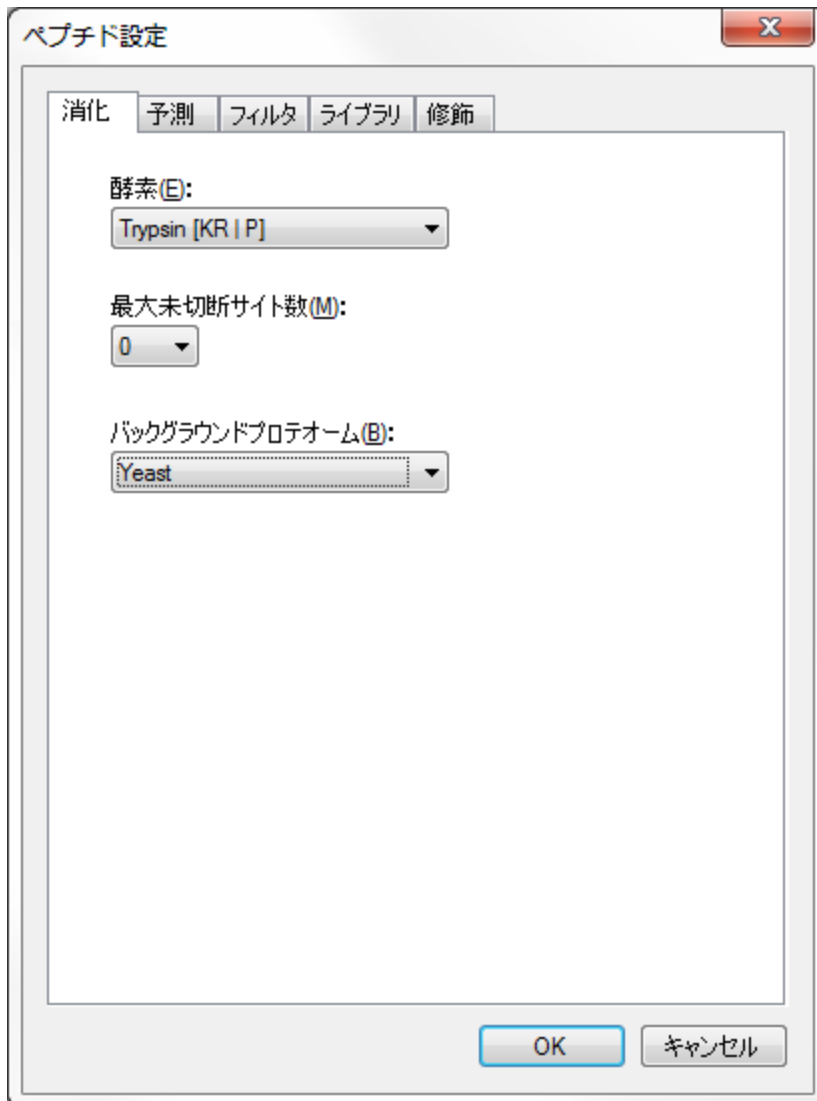 ペプチド設定
消化 予測 フィルタ ライブラリ 修飾
酵素(E):
Trypsin [KR | P]
最大未切断サイト数(M):
0
バックグラウンドプロテオーム(B):
Yeast
OK キャンセル